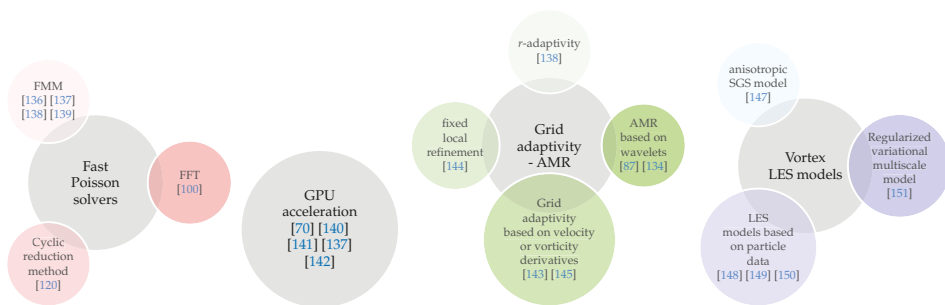 FMM
[136] [137]
[138] [139]
Fast
Poisson
solvers
FFT
[100]
Cyclic
reduction
method
[120]
GPU
acceleration
[70] [140]
[141] [137]
[142]
r-adaptivity
[138]
fixed
local
refinement
[144]
Grid
adaptivity
- AMR
AMR
based on
wavelets
[87] [134]
Grid
adaptivity
based on velocity
or vorticity
derivatives
[143] [145]
anisotropic
SGS model
[147]
Vortex
LES models
Regularized
variational
multiscale
model
[151]
LES
models based
on particle
data
[148] [149] [150]